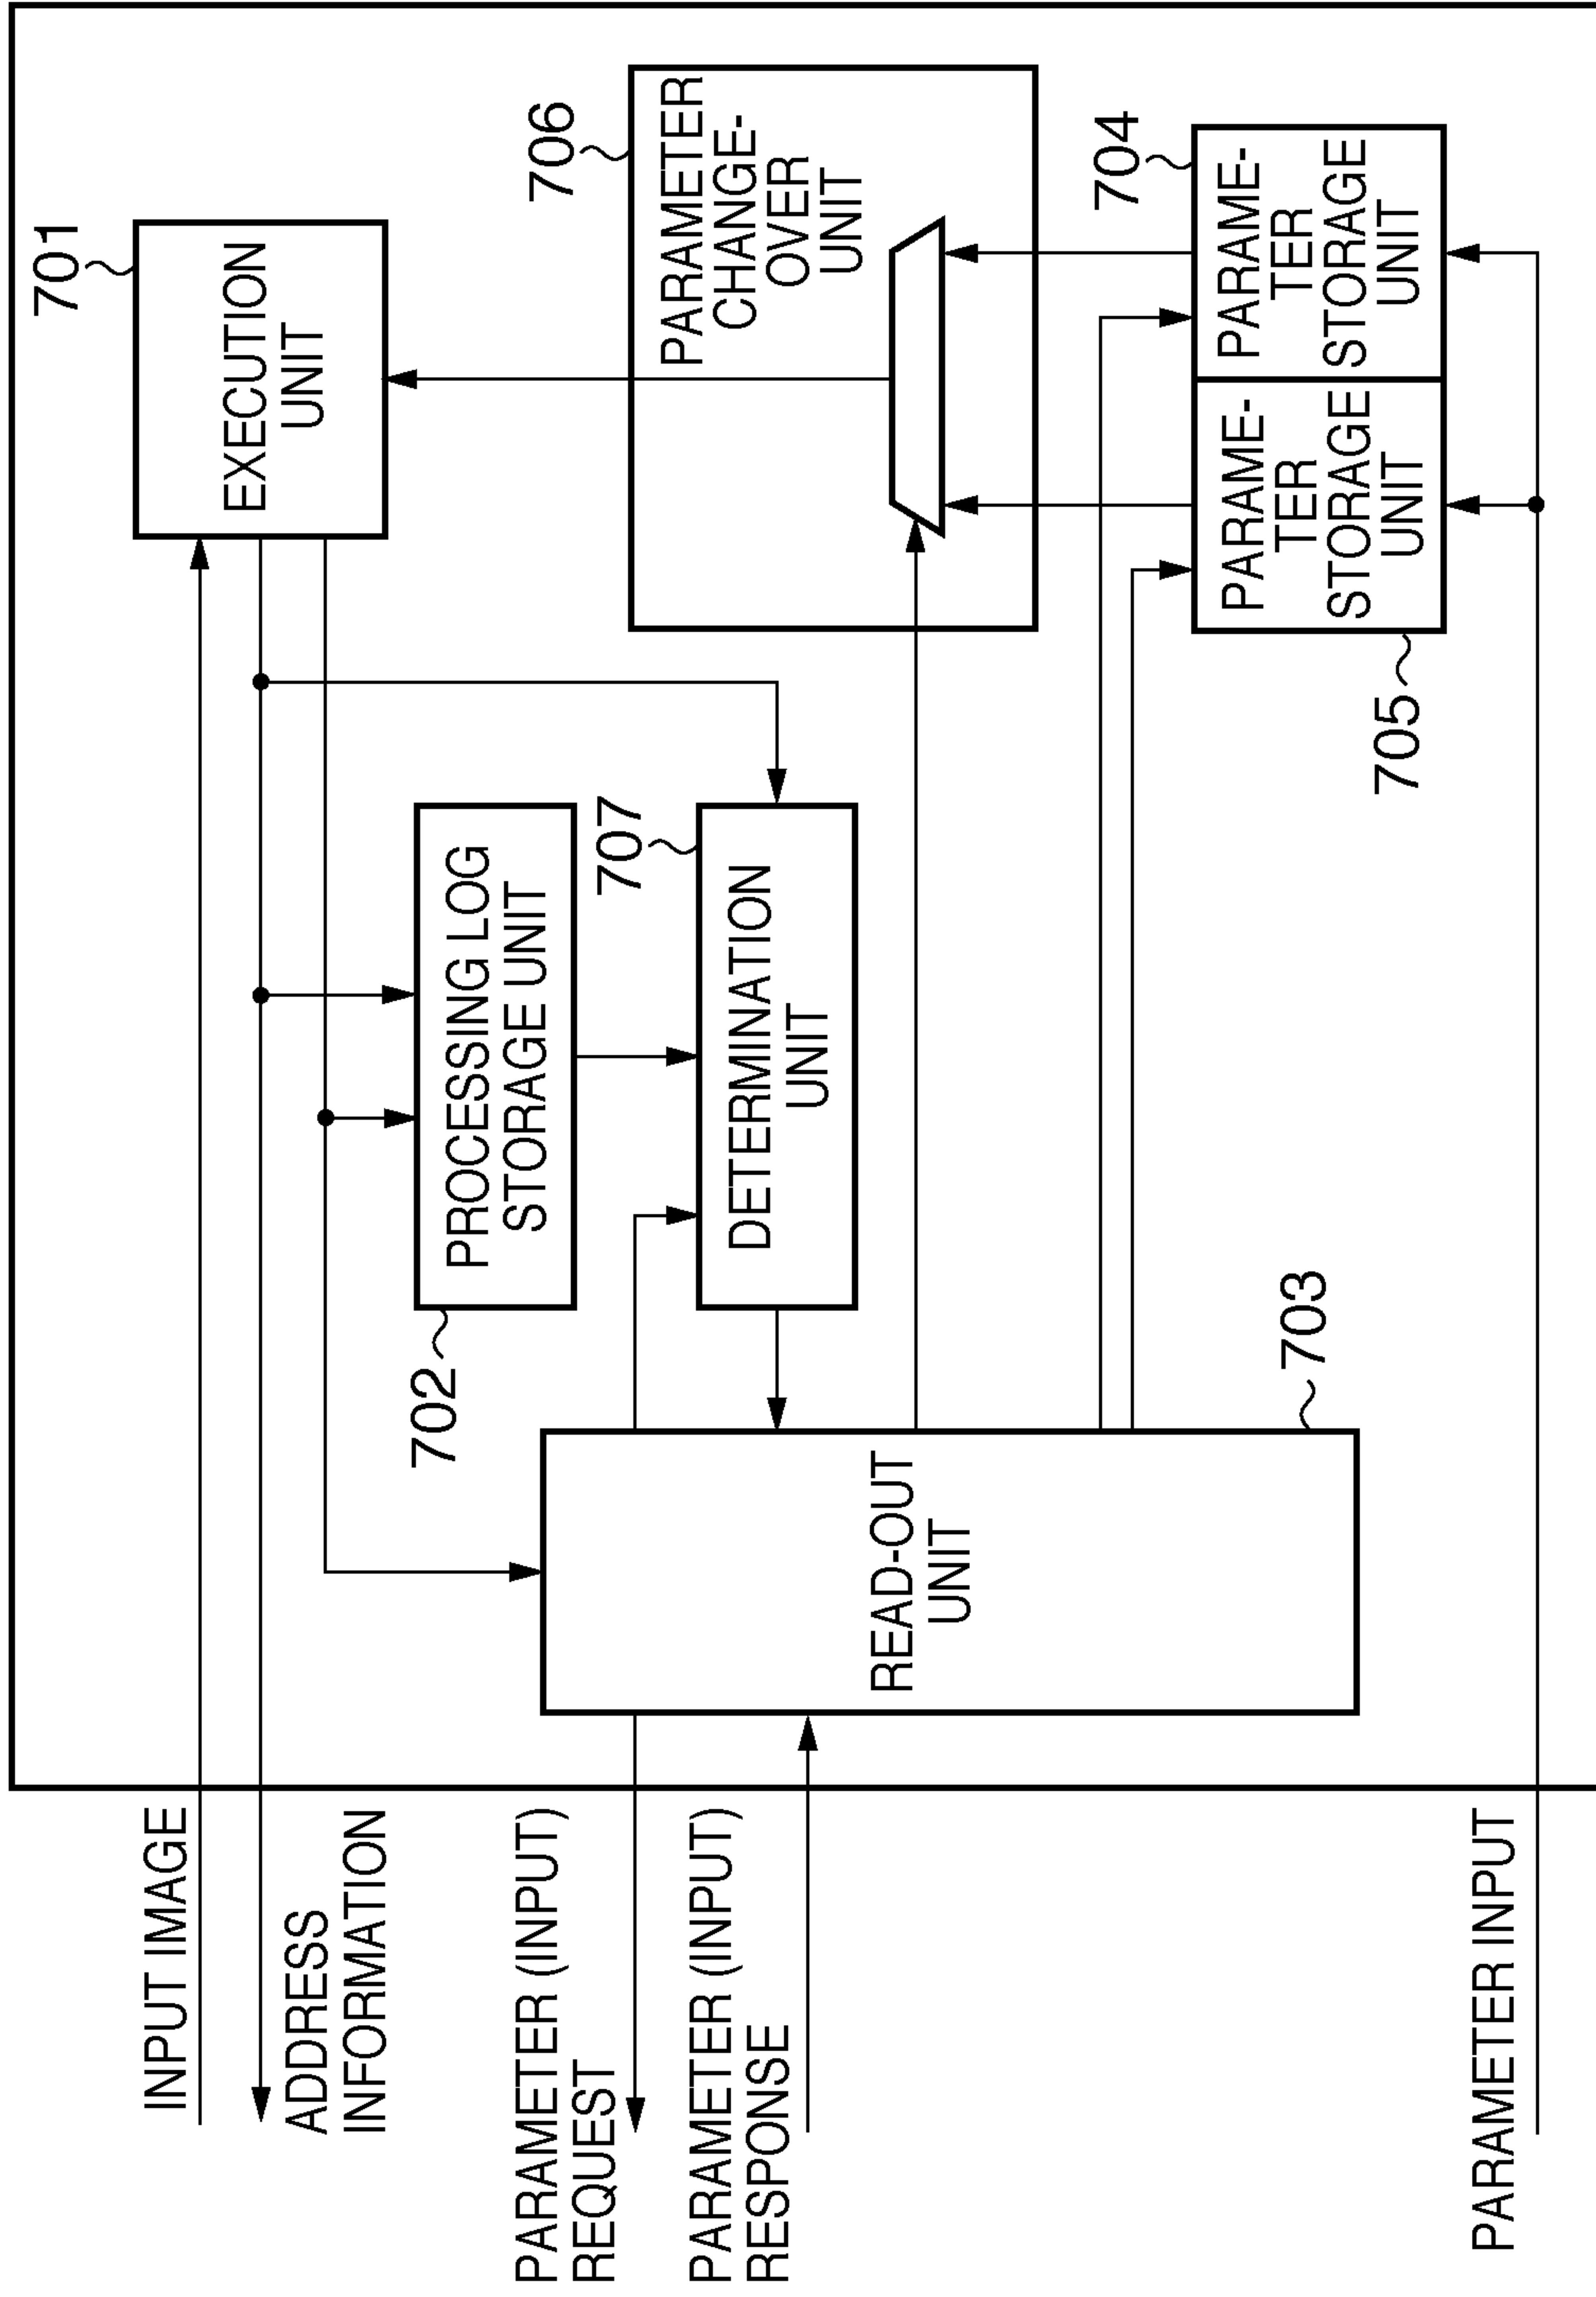 INPUT IMAGE
ADDRESS
INFORMATION
PARAMETER (INPUT)
REQUEST
PARAMETER (INPUT)
RESPONSE
PARAMETER INPUT
701
EXECUTION
UNIT
702
PROCESSING LOG
STORAGE UNIT
707
DETERMINATION
UNIT
703
READ-OUT
UNIT
706
PARAMETER
CHANGE-
OVER
UNIT
705
PARAME-
TER
STORAGE
UNIT
704
PARAME-
TER
STORAGE
UNIT